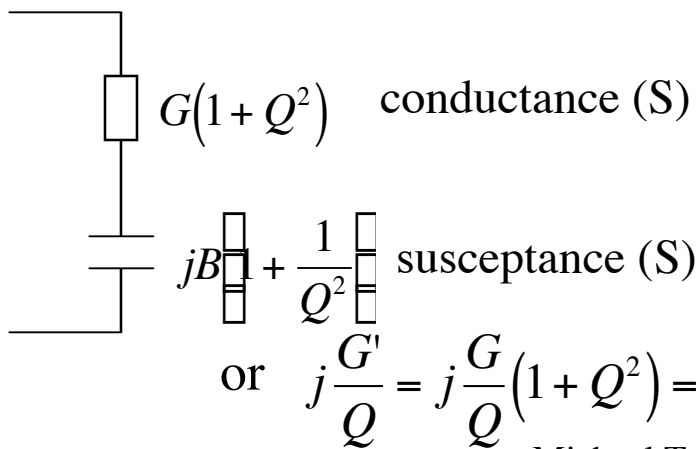 G(1 + Q²) conductance (S)
jB(1 + 1/Q²) susceptance (S)
or j G'/Q = j G/Q (1 + Q²) =